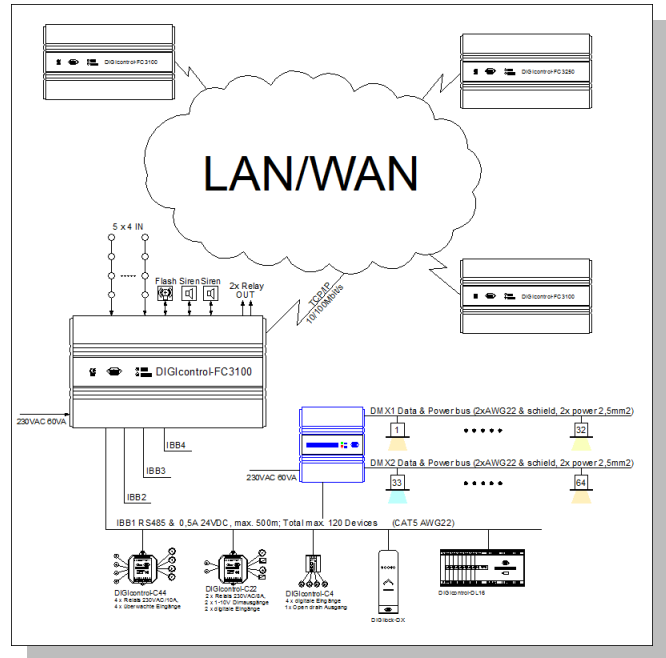 DIGIcontrol-FC3100
DIGIcontrol-FC3250
LAN/WAN
5 x 4 IN
Flash Siren Siren
2x Relay
OUT
TCP/IP
10/100Mbit/s
DIGIcontrol-FC3100
DIGIcontrol-FC3100
230VAC 60VA
IBB4
IBB3
IBB2
DMX1 Data & Power bus (2xAWG22 & schield, 2x power 2,5mm2)
1
32
DMX2 Data & Power bus (2xAWG22 & schield, 2x power 2,5mm2)
230VAC 60VA
33
64
IBB1 RS485 & 0,5A 24VDC, max. 500m; Total max. 120 Devices (CAT5 AWG22)
DIGIcontrol-C44
4 x Relais 230VAC/10A,
4 x überwachte Eingänge
DIGIcontrol-C22
2 x Relais 230VAC/8A,
2 x 1-10V Dimausgänge
2 x digitale Eingänge
DIGIcontrol-C4
4 x digitale Eingänge
1x Open drain Ausgang
DIGIlock-DX
DIGIcontrol-DL16